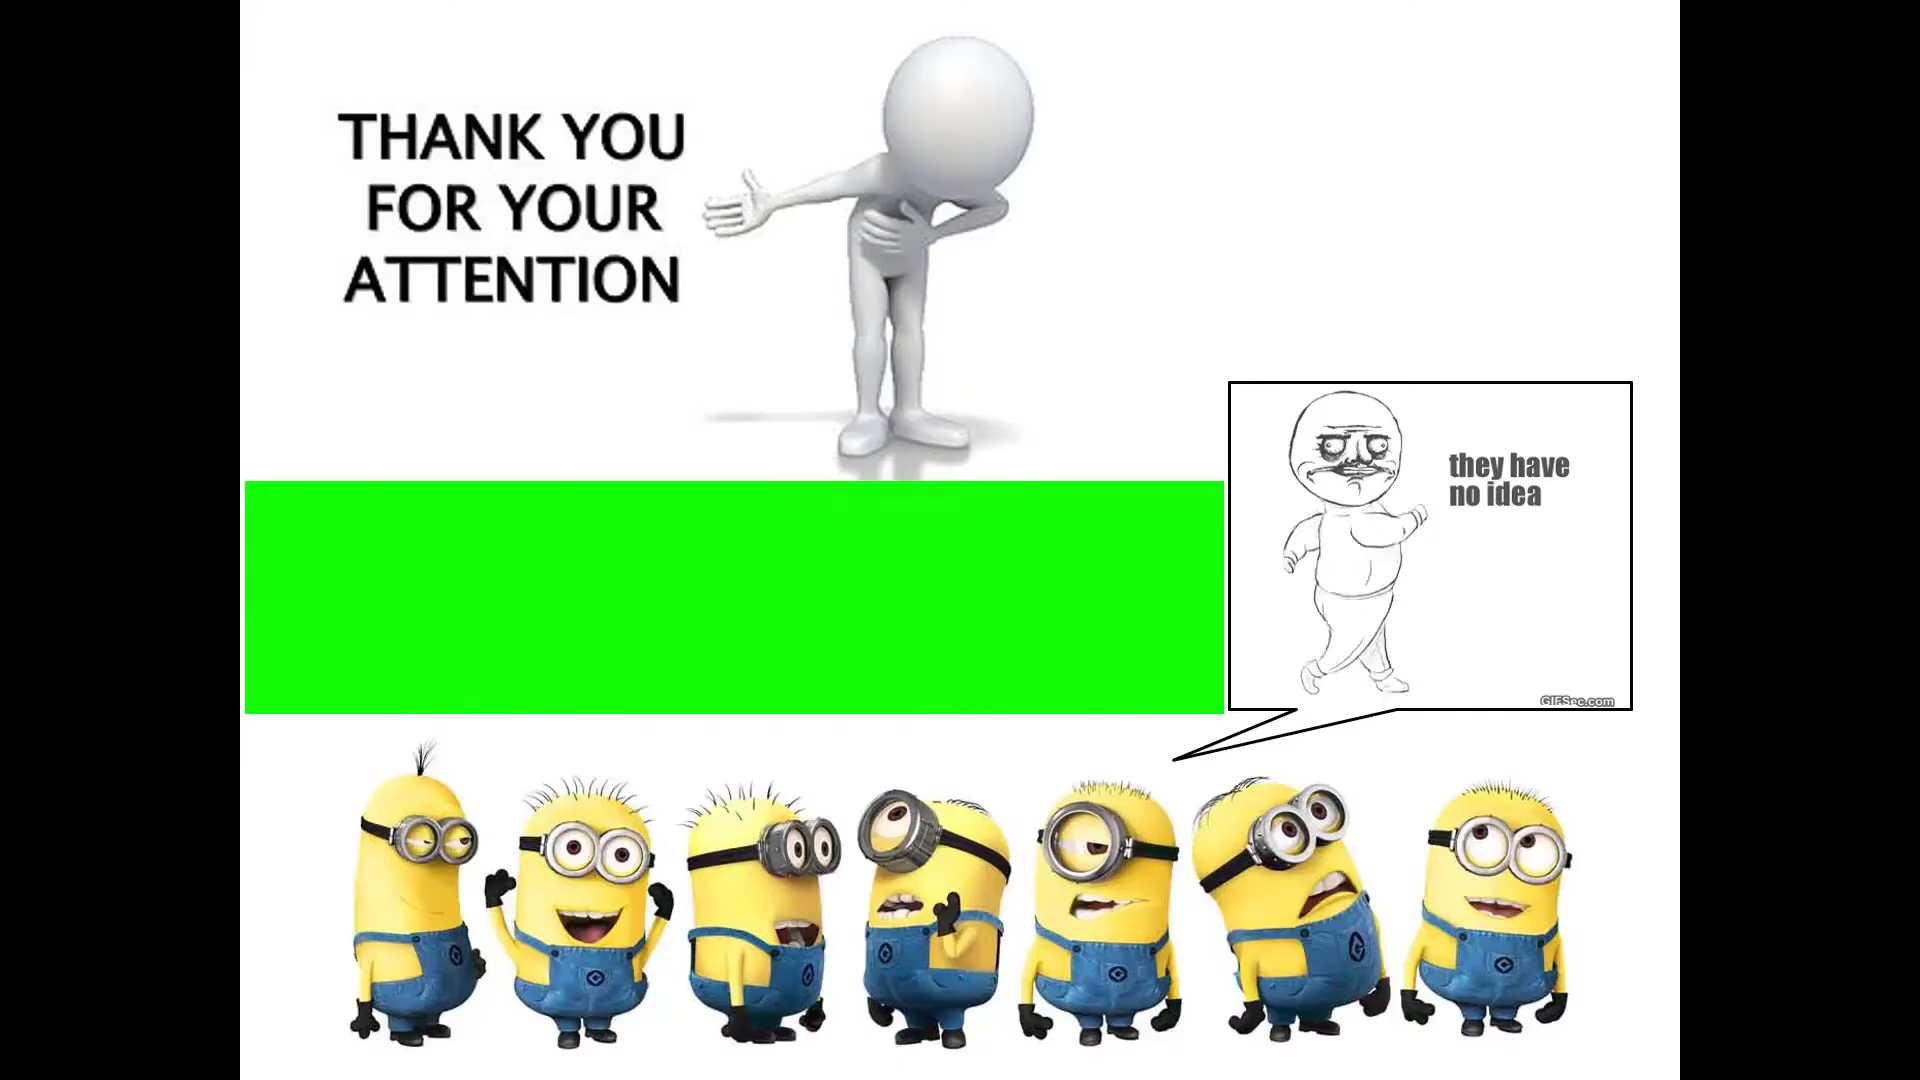 THANK YOU
FOR YOUR
ATTENTION
they have
no idea
GIFSec.com